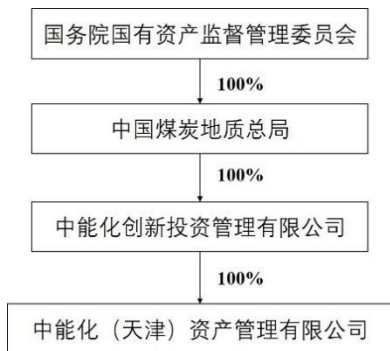 国务院国有资产监督管理委员会
100%
中国煤炭地质总局
100%
中能化创新投资管理有限公司
100%
中能化（天津）资产管理有限公司